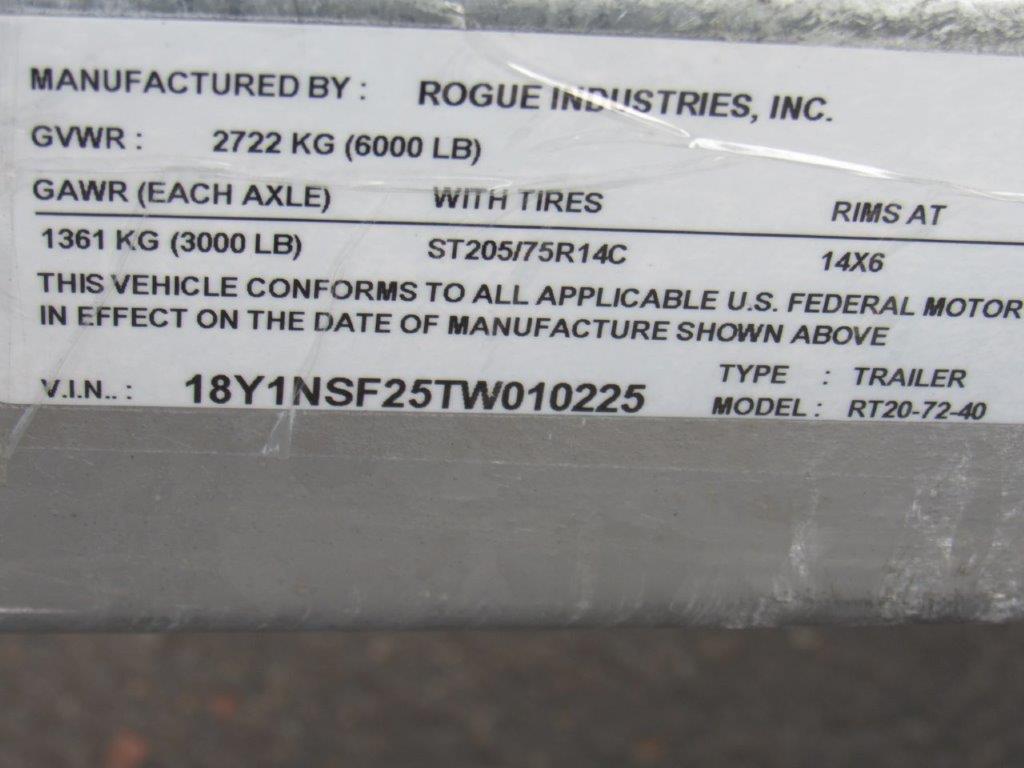 MANUFACTURED BY : ROGUE INDUSTRIES, INC.
GVWR : 2722 KG (6000 LB)
GAWR (EACH AXLE) WITH TIRES RIMS AT
1361 KG (3000 LB) ST205/75R14C 14X6
THIS VEHICLE CONFORMS TO ALL APPLICABLE U.S. FEDERAL MOTOR
IN EFFECT ON THE DATE OF MANUFACTURE SHOWN ABOVE
V.I.N.. : 18Y1NSF25TW010225 TYPE : TRAILER
MODEL : RT20-72-40